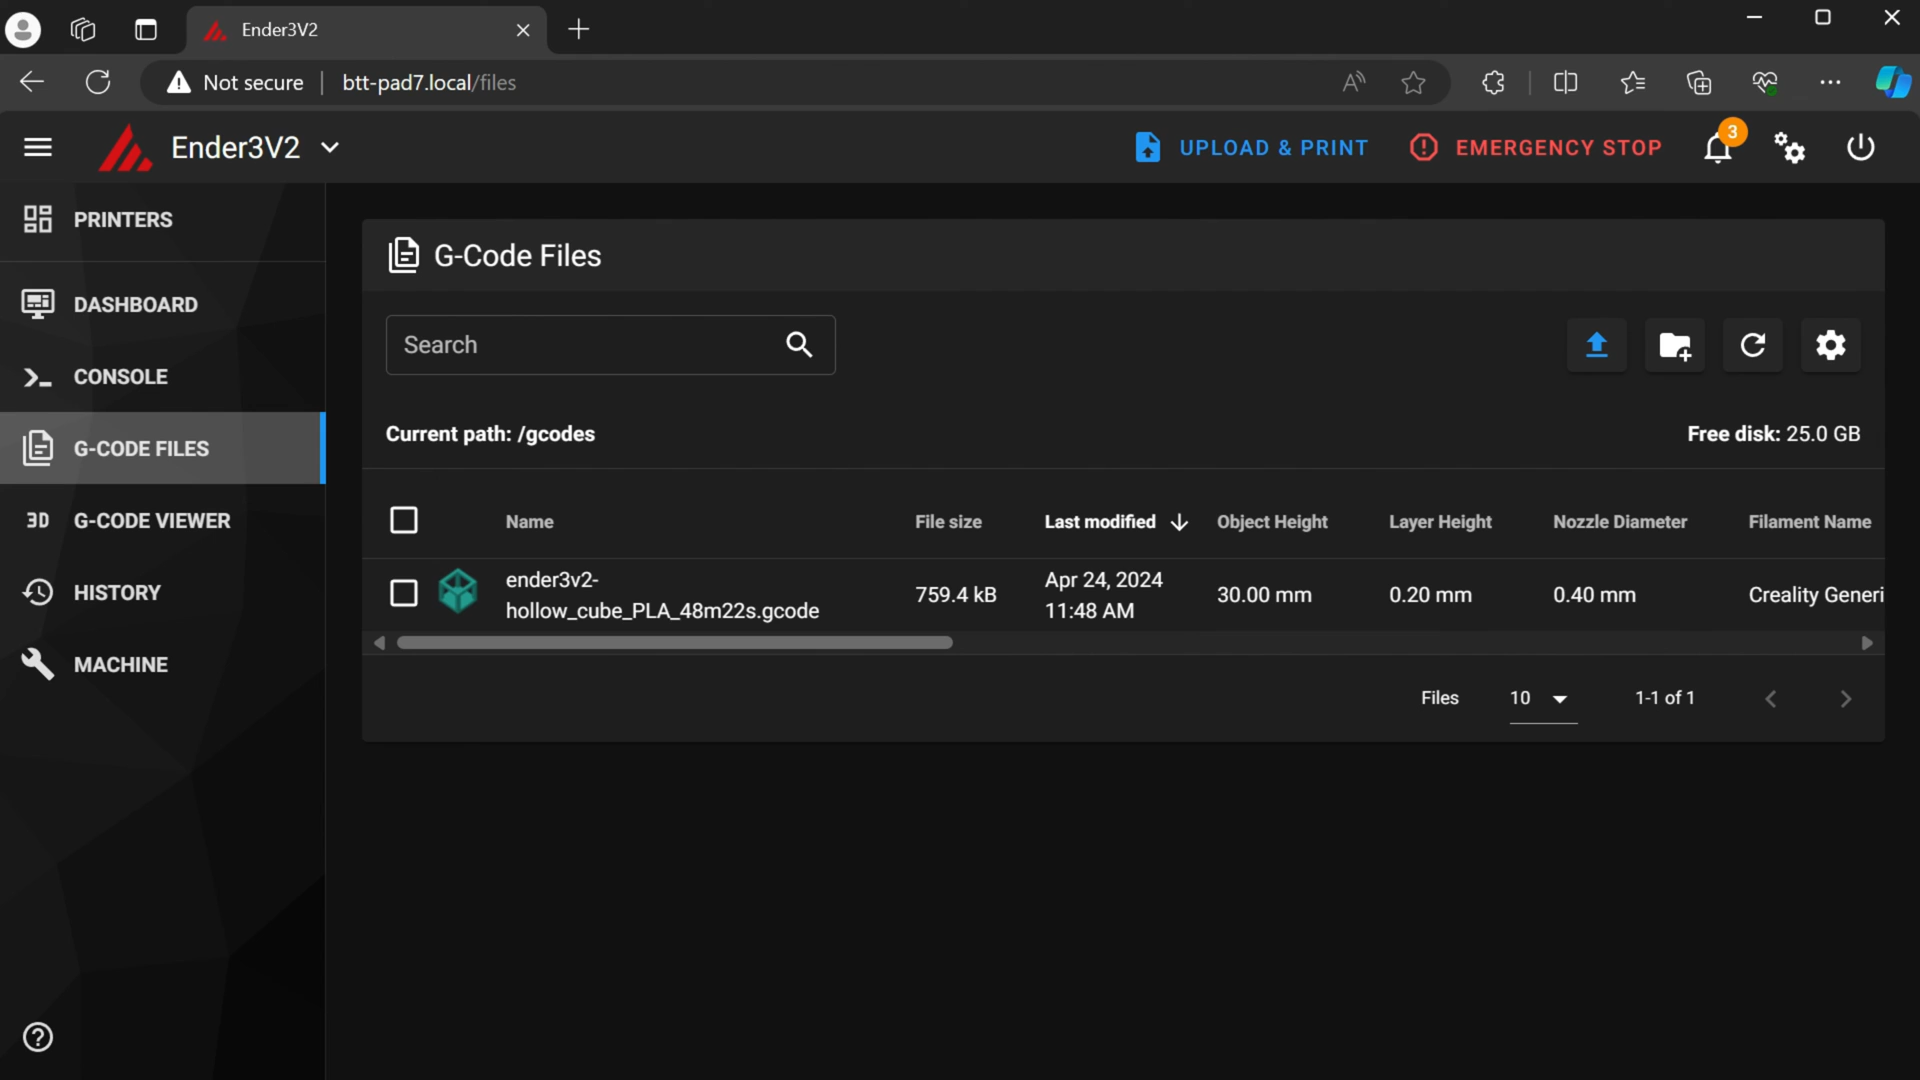 Ender3V2
Not secure
btt-pad7.local/files
Ender3V2
UPLOAD & PRINT
EMERGENCY STOP
3
PRINTERS
DASHBOARD
CONSOLE
G-CODE FILES
3D G-CODE VIEWER
HISTORY
MACHINE
G-Code Files
Search
Current path: /gcodes
Free disk: 25.0 GB
Name File size Last modified Object Height Layer Height Nozzle Diameter Filament Name
ender3v2-
hollow_cube_PLA_48m22s.gcode
759.4 kB
Apr 24, 2024
11:48 AM
30.00 mm
0.20 mm
0.40 mm
Creality Generi
Files 10 1-1 of 1